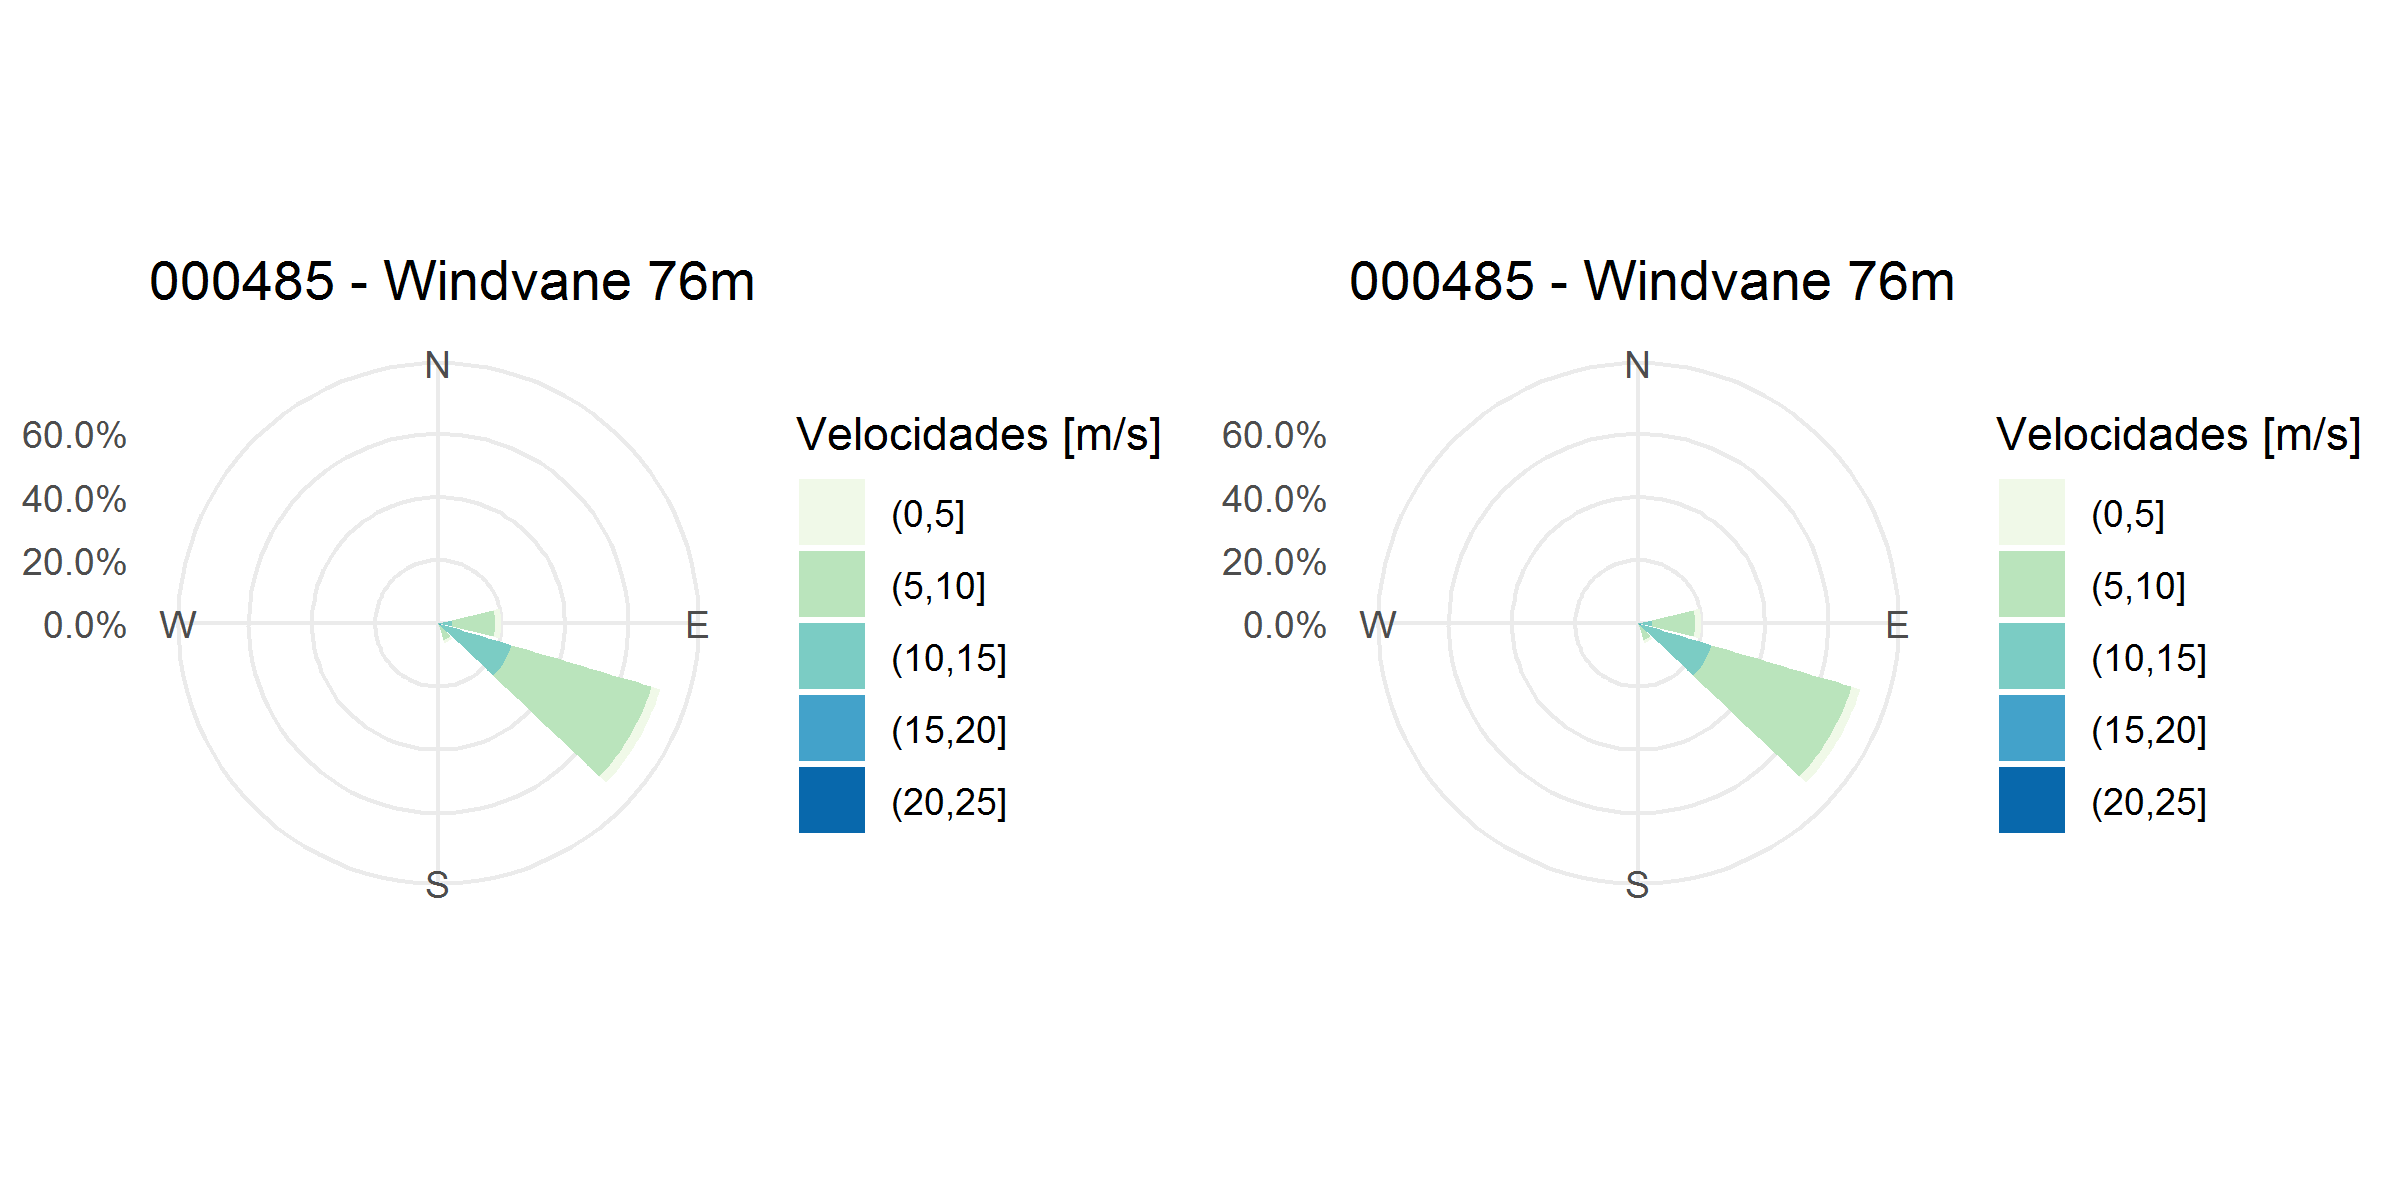 000485 - Windvane 76m
N
60.0%
40.0%
20.0%
0.0%
W
E
S
Velocidades [m/s]
(0,5]
(5,10]
(10,15]
(15,20]
(20,25]
000485 - Windvane 76m
N
60.0%
40.0%
20.0%
0.0%
W
E
S
Velocidades [m/s]
(0,5]
(5,10]
(10,15]
(15,20]
(20,25]